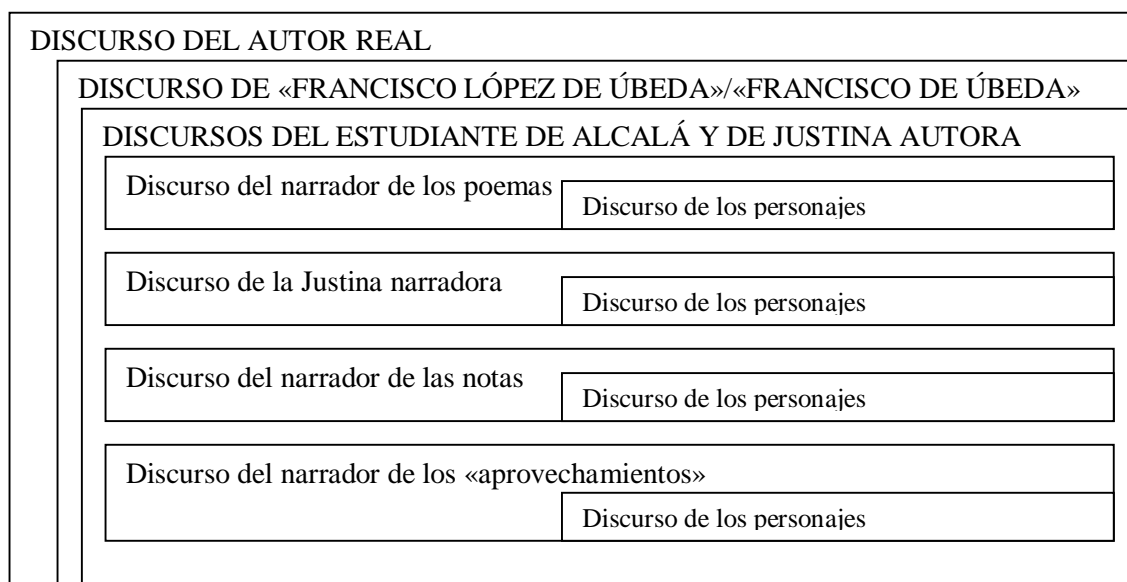 DISCURSO DEL AUTOR REAL
DISCURSO DE «FRANCISCO LÓPEZ DE ÚBEDA»/«FRANCISCO DE ÚBEDA»
DISCURSOS DEL ESTUDIANTE DE ALCALÁ Y DE JUSTINA AUTORA
Discurso del narrador de los poemas
Discurso de los personajes
Discurso de la Justina narradora
Discurso de los personajes
Discurso del narrador de las notas
Discurso de los personajes
Discurso del narrador de los «aprovechamientos»
Discurso de los personajes